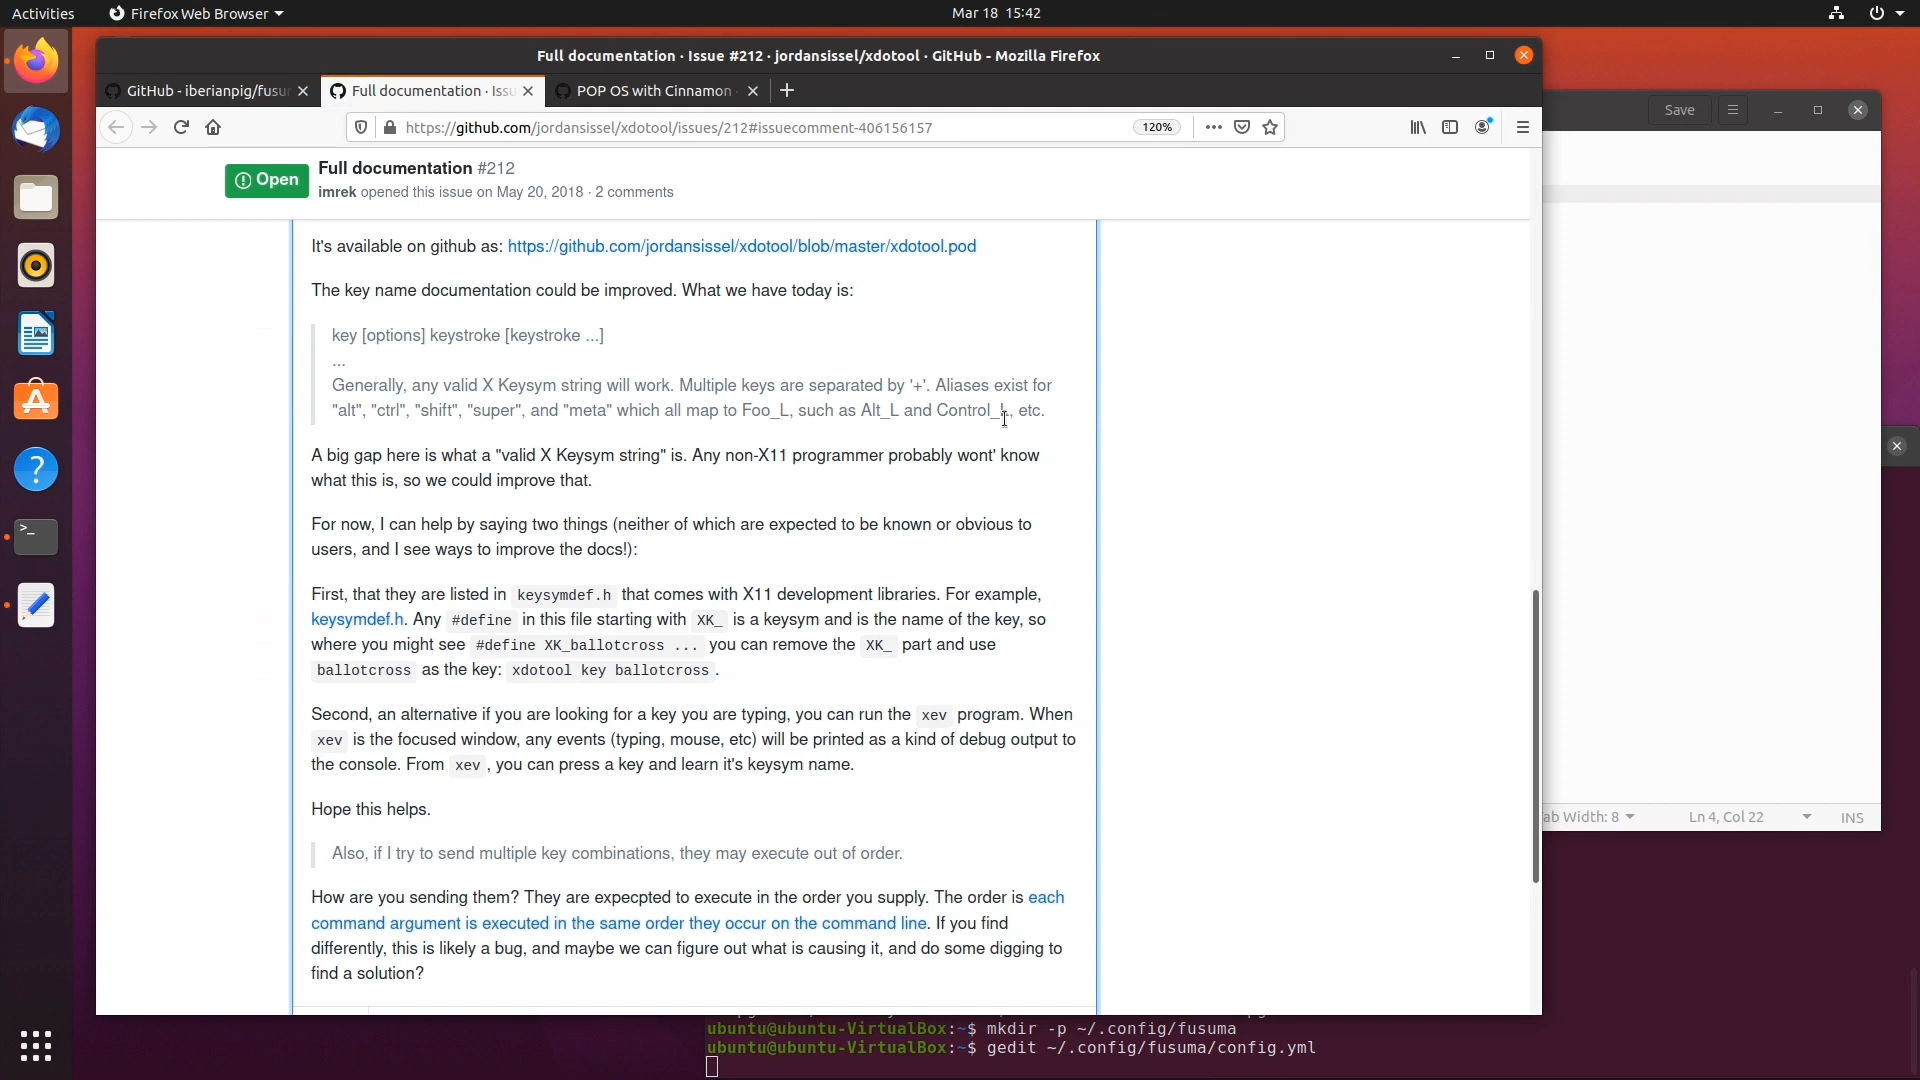 Activities
Firefox Web Browser
Mar 18 15:42
Full documentation · Issue #212 · jordansissel/xdotool · GitHub - Mozilla Firefox
GitHub - iberianpig/fusu
Full documentation · Issu
POP OS with Cinnamon
https://github.com/jordansissel/xdotool/issues/212#issuecomment-406156157
120%
Save
Open
Full documentation #212
imrek opened this issue on May 20, 2018 · 2 comments
It's available on github as: https://github.com/jordansissel/xdotool/blob/master/xdotool.pod
The key name documentation could be improved. What we have today is:
key [options] keystroke [keystroke ...]
...
Generally, any valid X Keysym string will work. Multiple keys are separated by '+'. Aliases exist for
"alt", "ctrl", "shift", "super", and "meta" which all map to Foo_L, such as Alt_L and Control_L, etc.
A big gap here is what a "valid X Keysym string" is. Any non-X11 programmer probably wont' know
what this is, so we could improve that.
For now, I can help by saying two things (neither of which are expected to be known or obvious to
users, and I see ways to improve the docs!):
First, that they are listed in keysymdef.h that comes with X11 development libraries. For example,
keysymdef.h. Any #define in this file starting with XK_ is a keysym and is the name of the key, so
where you might see #define XK_ballotcross ... you can remove the XK_ part and use
ballotcross as the key: xdotool key ballotcross .
Second, an alternative if you are looking for a key you are typing, you can run the xev program. When
xev is the focused window, any events (typing, mouse, etc) will be printed as a kind of debug output to
the console. From xev , you can press a key and learn it's keysym name.
Hope this helps.
Also, if I try to send multiple key combinations, they may execute out of order.
How are you sending them? They are expecpted to execute in the order you supply. The order is each
command argument is executed in the same order they occur on the command line. If you find
differently, this is likely a bug, and maybe we can figure out what is causing it, and do some digging to
find a solution?
ab Width: 8
Ln 4, Col 22
INS
ubuntu@ubuntu-VirtualBox:~$ mkdir -p ~/.config/fusuma
ubuntu@ubuntu-VirtualBox:~$ gedit ~/.config/fusuma/config.yml